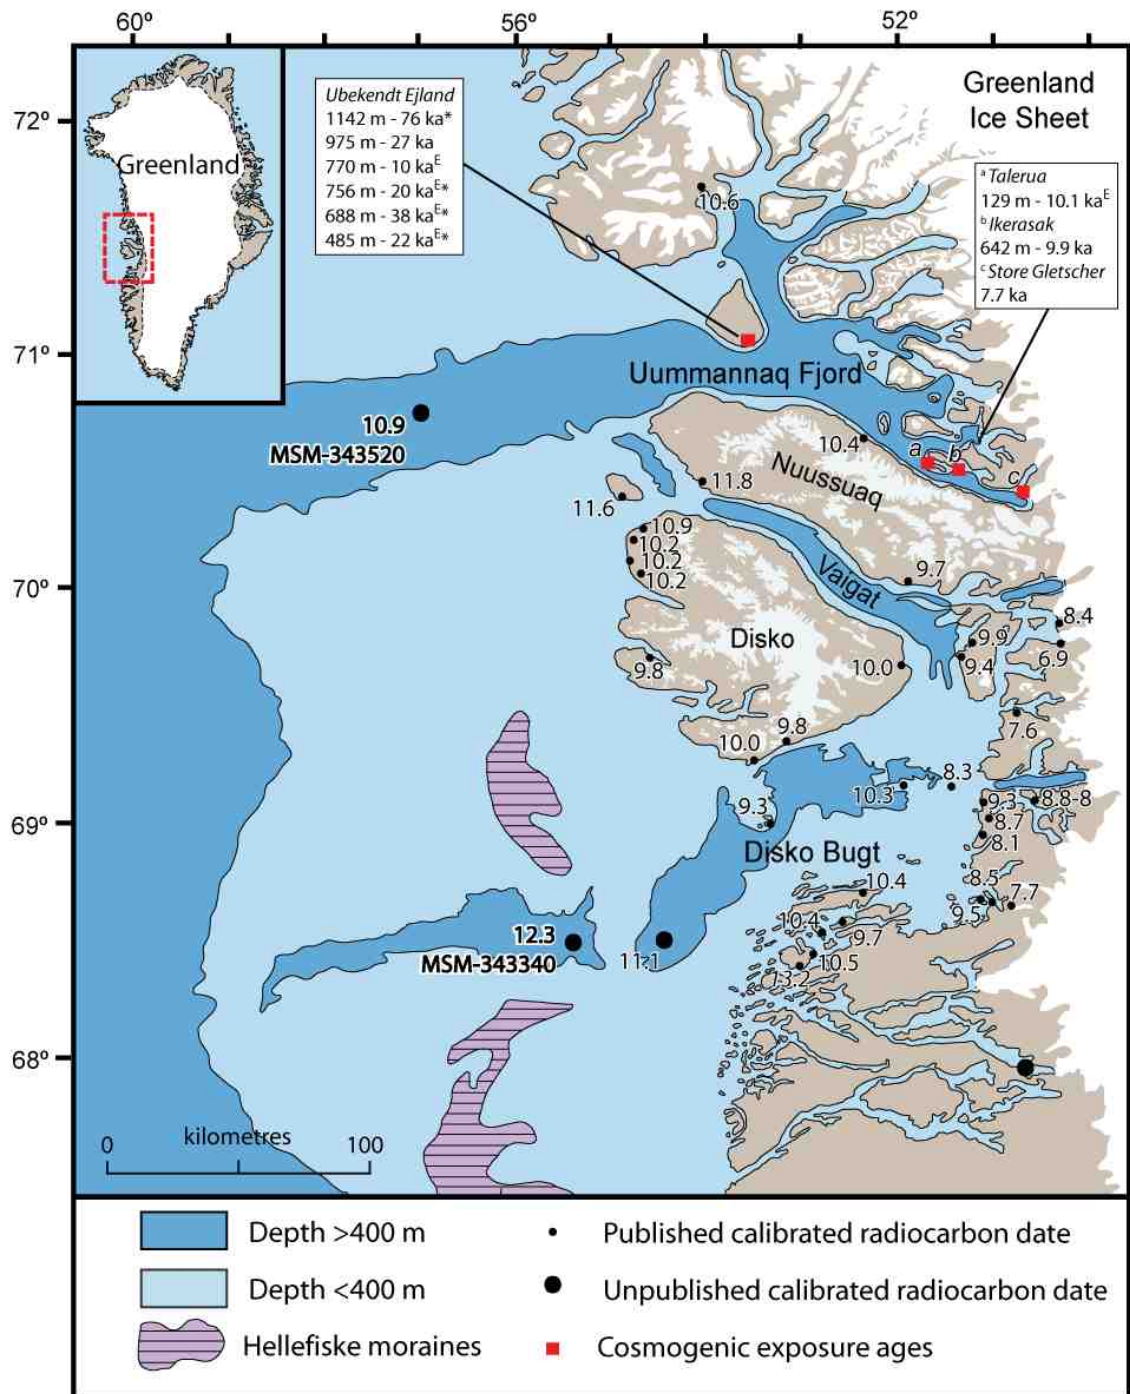 60º 56º 52º
72º
71º
70º
69º
68º
Greenland
Ubekendt Ejland
1142 m - 76 ka*
975 m - 27 ka
770 m - 10 kaᴱ
756 m - 20 kaᴱ*
688 m - 38 kaᴱ*
485 m - 22 kaᴱ*
Greenland
Ice Sheet
ᵃ Talerua
129 m - 10.1 kaᴱ
ᵇ Ikerasak
642 m - 9.9 ka
ᶜ Store Gletscher
7.7 ka
10.6
Uummannaq Fjord
10.9
MSM-343520
10.4
a b
c
Nuussuaq
11.8
11.6
10.9
10.2
10.2
10.2
Vaigat
9.7
8.4
Disko
9.9
6.9
9.8
10.0
9.4
9.8
7.6
10.0
8.3
10.3
9.3
8.8-8
9.3
8.7
8.1
Disko Bugt
10.4
8.5
7.7
9.5
10.4
9.7
12.3
MSM-343340
11.1
10.5
13.2
kilometres
0 100
Depth >400 m
Published calibrated radiocarbon date
Depth <400 m
Unpublished calibrated radiocarbon date
Hellefiske moraines
Cosmogenic exposure ages